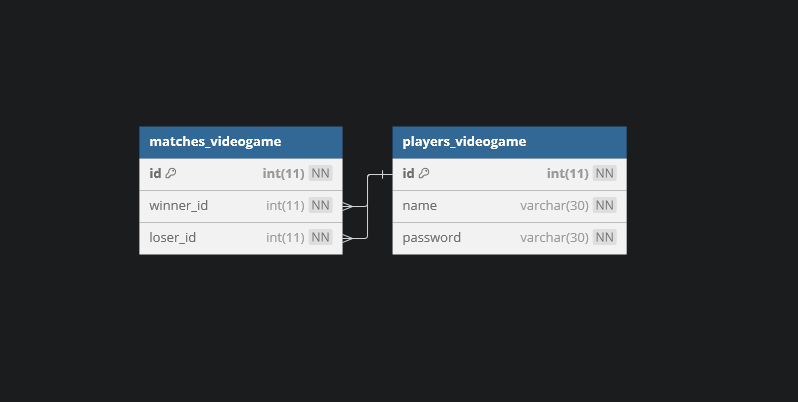 matches_videogame
id int(11) NN
winner_id int(11) NN
loser_id int(11) NN
players_videogame
id int(11) NN
name varchar(30) NN
password varchar(30) NN